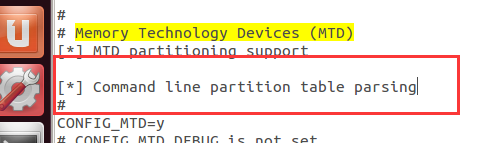 #
# Memory Technology Devices (MTD)
[*] MTD partitioning support
[*] Command line partition table parsing
#
CONFIG_MTD=y
# CONFIG_MTD_DEBUG is not set